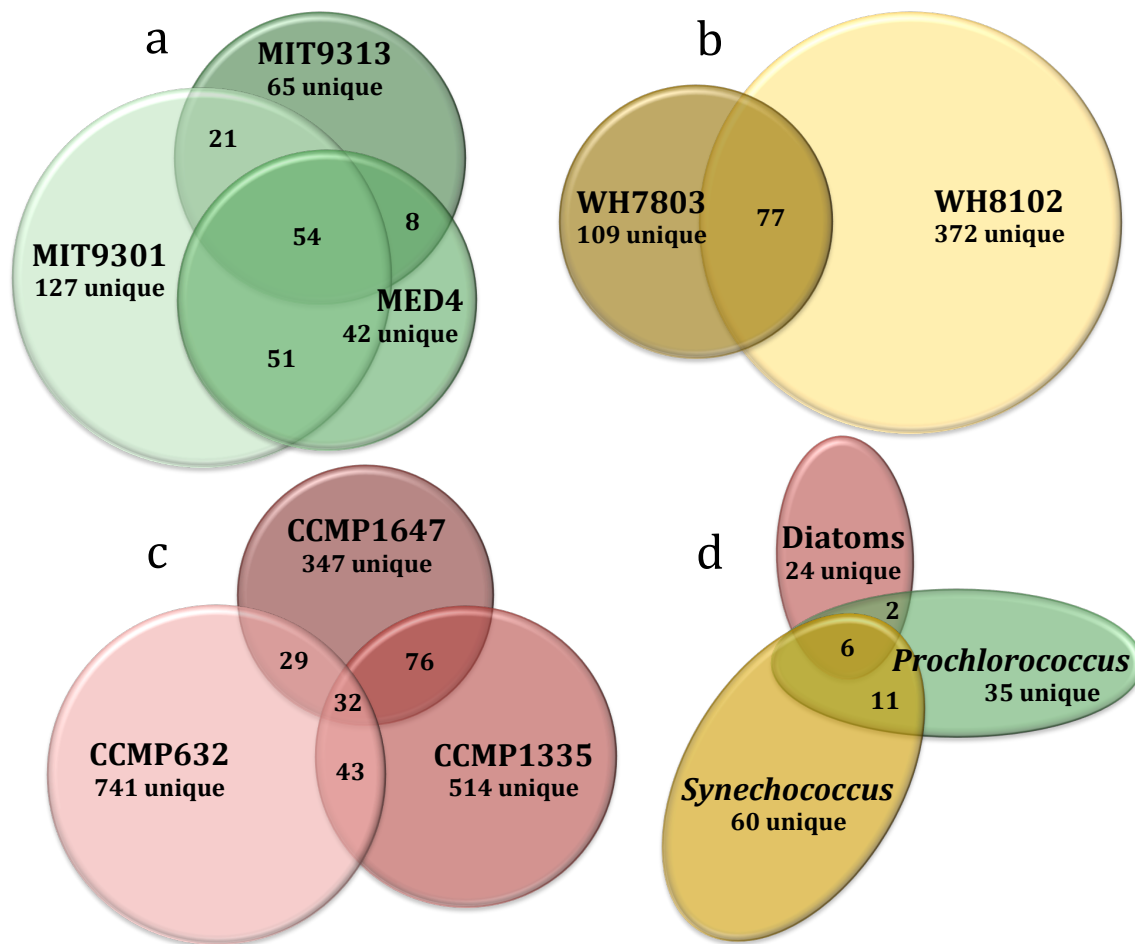 a
MIT9313
65 unique
21
54
8
MIT9301
127 unique
MED4
42 unique
51
b
WH7803
109 unique
77
WH8102
372 unique
c
CCMP1647
347 unique
29
76
32
CCMP632
741 unique
43
CCMP1335
514 unique
d
Diatoms
24 unique
2
6
Prochlorococcus
35 unique
11
Synechococcus
60 unique